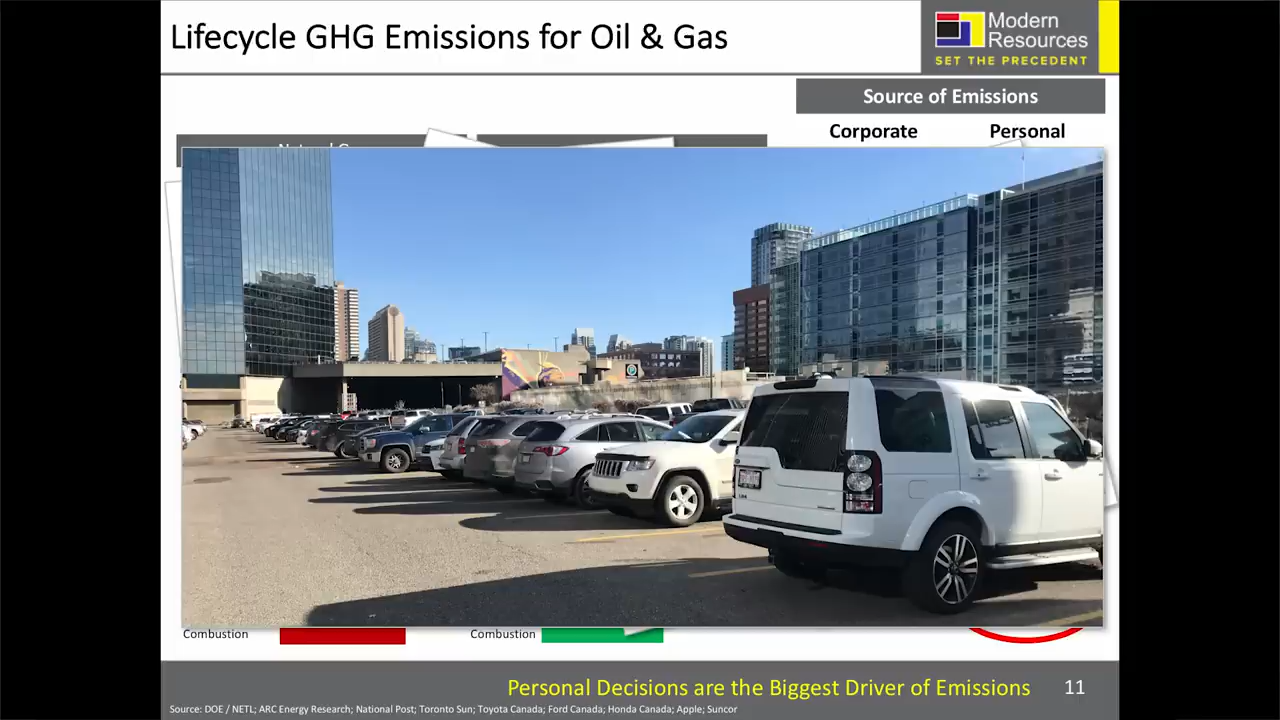 Lifecycle GHG Emissions for Oil & Gas
Modern
Resources
SET THE PRECEDENT
Source of Emissions
Corporate Personal
Combustion Combustion
Personal Decisions are the Biggest Driver of Emissions 11
Source: DOE / NETL; ARC Energy Research; National Post; Toronto Sun; Toyota Canada; Ford Canada; Honda Canada; Apple; Suncor